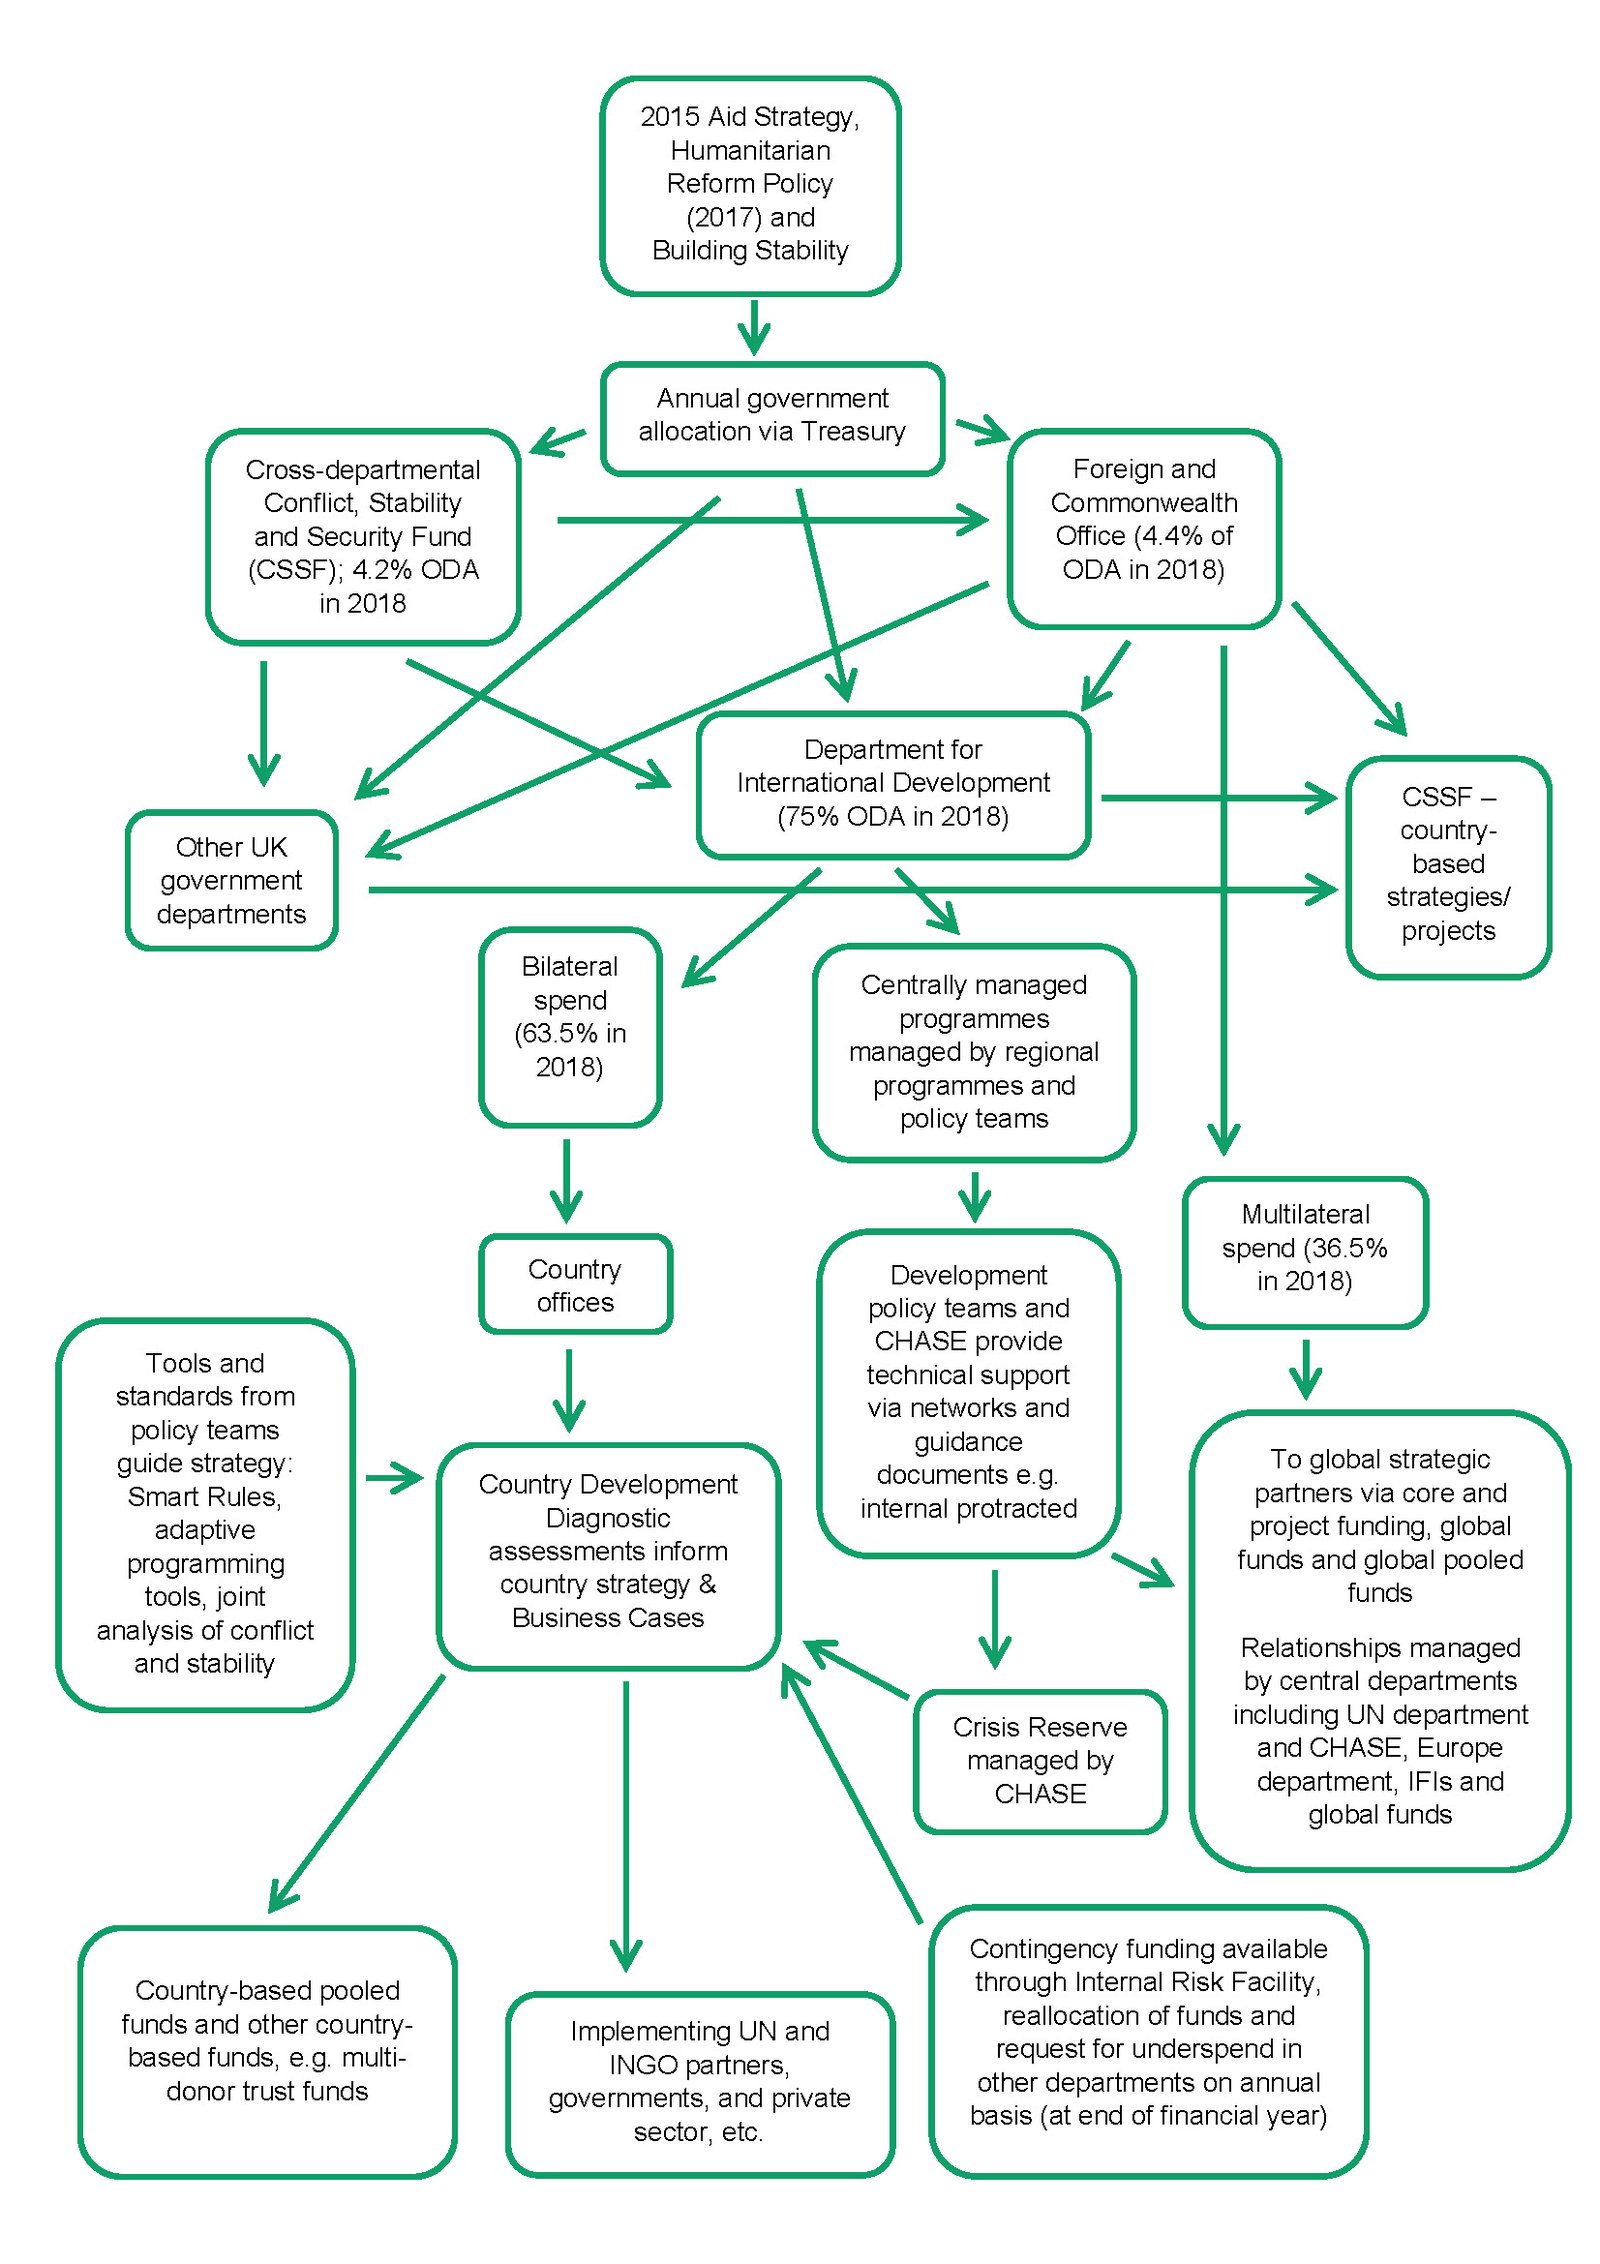 2015 Aid Strategy,
Humanitarian
Reform Policy
(2017) and
Building Stability
Annual government
allocation via Treasury
Cross-departmental
Conflict, Stability
and Security Fund
(CSSF); 4.2% ODA
in 2018
Foreign and
Commonwealth
Office (4.4% of
ODA in 2018)
Department for
International Development
(75% ODA in 2018)
CSSF –
country-
based
strategies/
projects
Other UK
government
departments
Bilateral
spend
(63.5% in
2018)
Centrally managed
programmes
managed by regional
programmes and
policy teams
Multilateral
spend (36.5%
in 2018)
Country
offices
Development
policy teams and
CHASE provide
technical support
via networks and
guidance
documents e.g.
internal protracted
Tools and
standards from
policy teams
guide strategy:
Smart Rules,
adaptive
programming
tools, joint
analysis of conflict
and stability
Country Development
Diagnostic
assessments inform
country strategy &
Business Cases
To global strategic
partners via core and
project funding, global
funds and global pooled
funds
Relationships managed
by central departments
including UN department
and CHASE, Europe
department, IFIs and
global funds
Crisis Reserve
managed by
CHASE
Country-based pooled
funds and other country-
based funds, e.g. multi-
donor trust funds
Implementing UN and
INGO partners,
governments, and private
sector, etc.
Contingency funding available
through Internal Risk Facility,
reallocation of funds and
request for underspend in
other departments on annual
basis (at end of financial year)